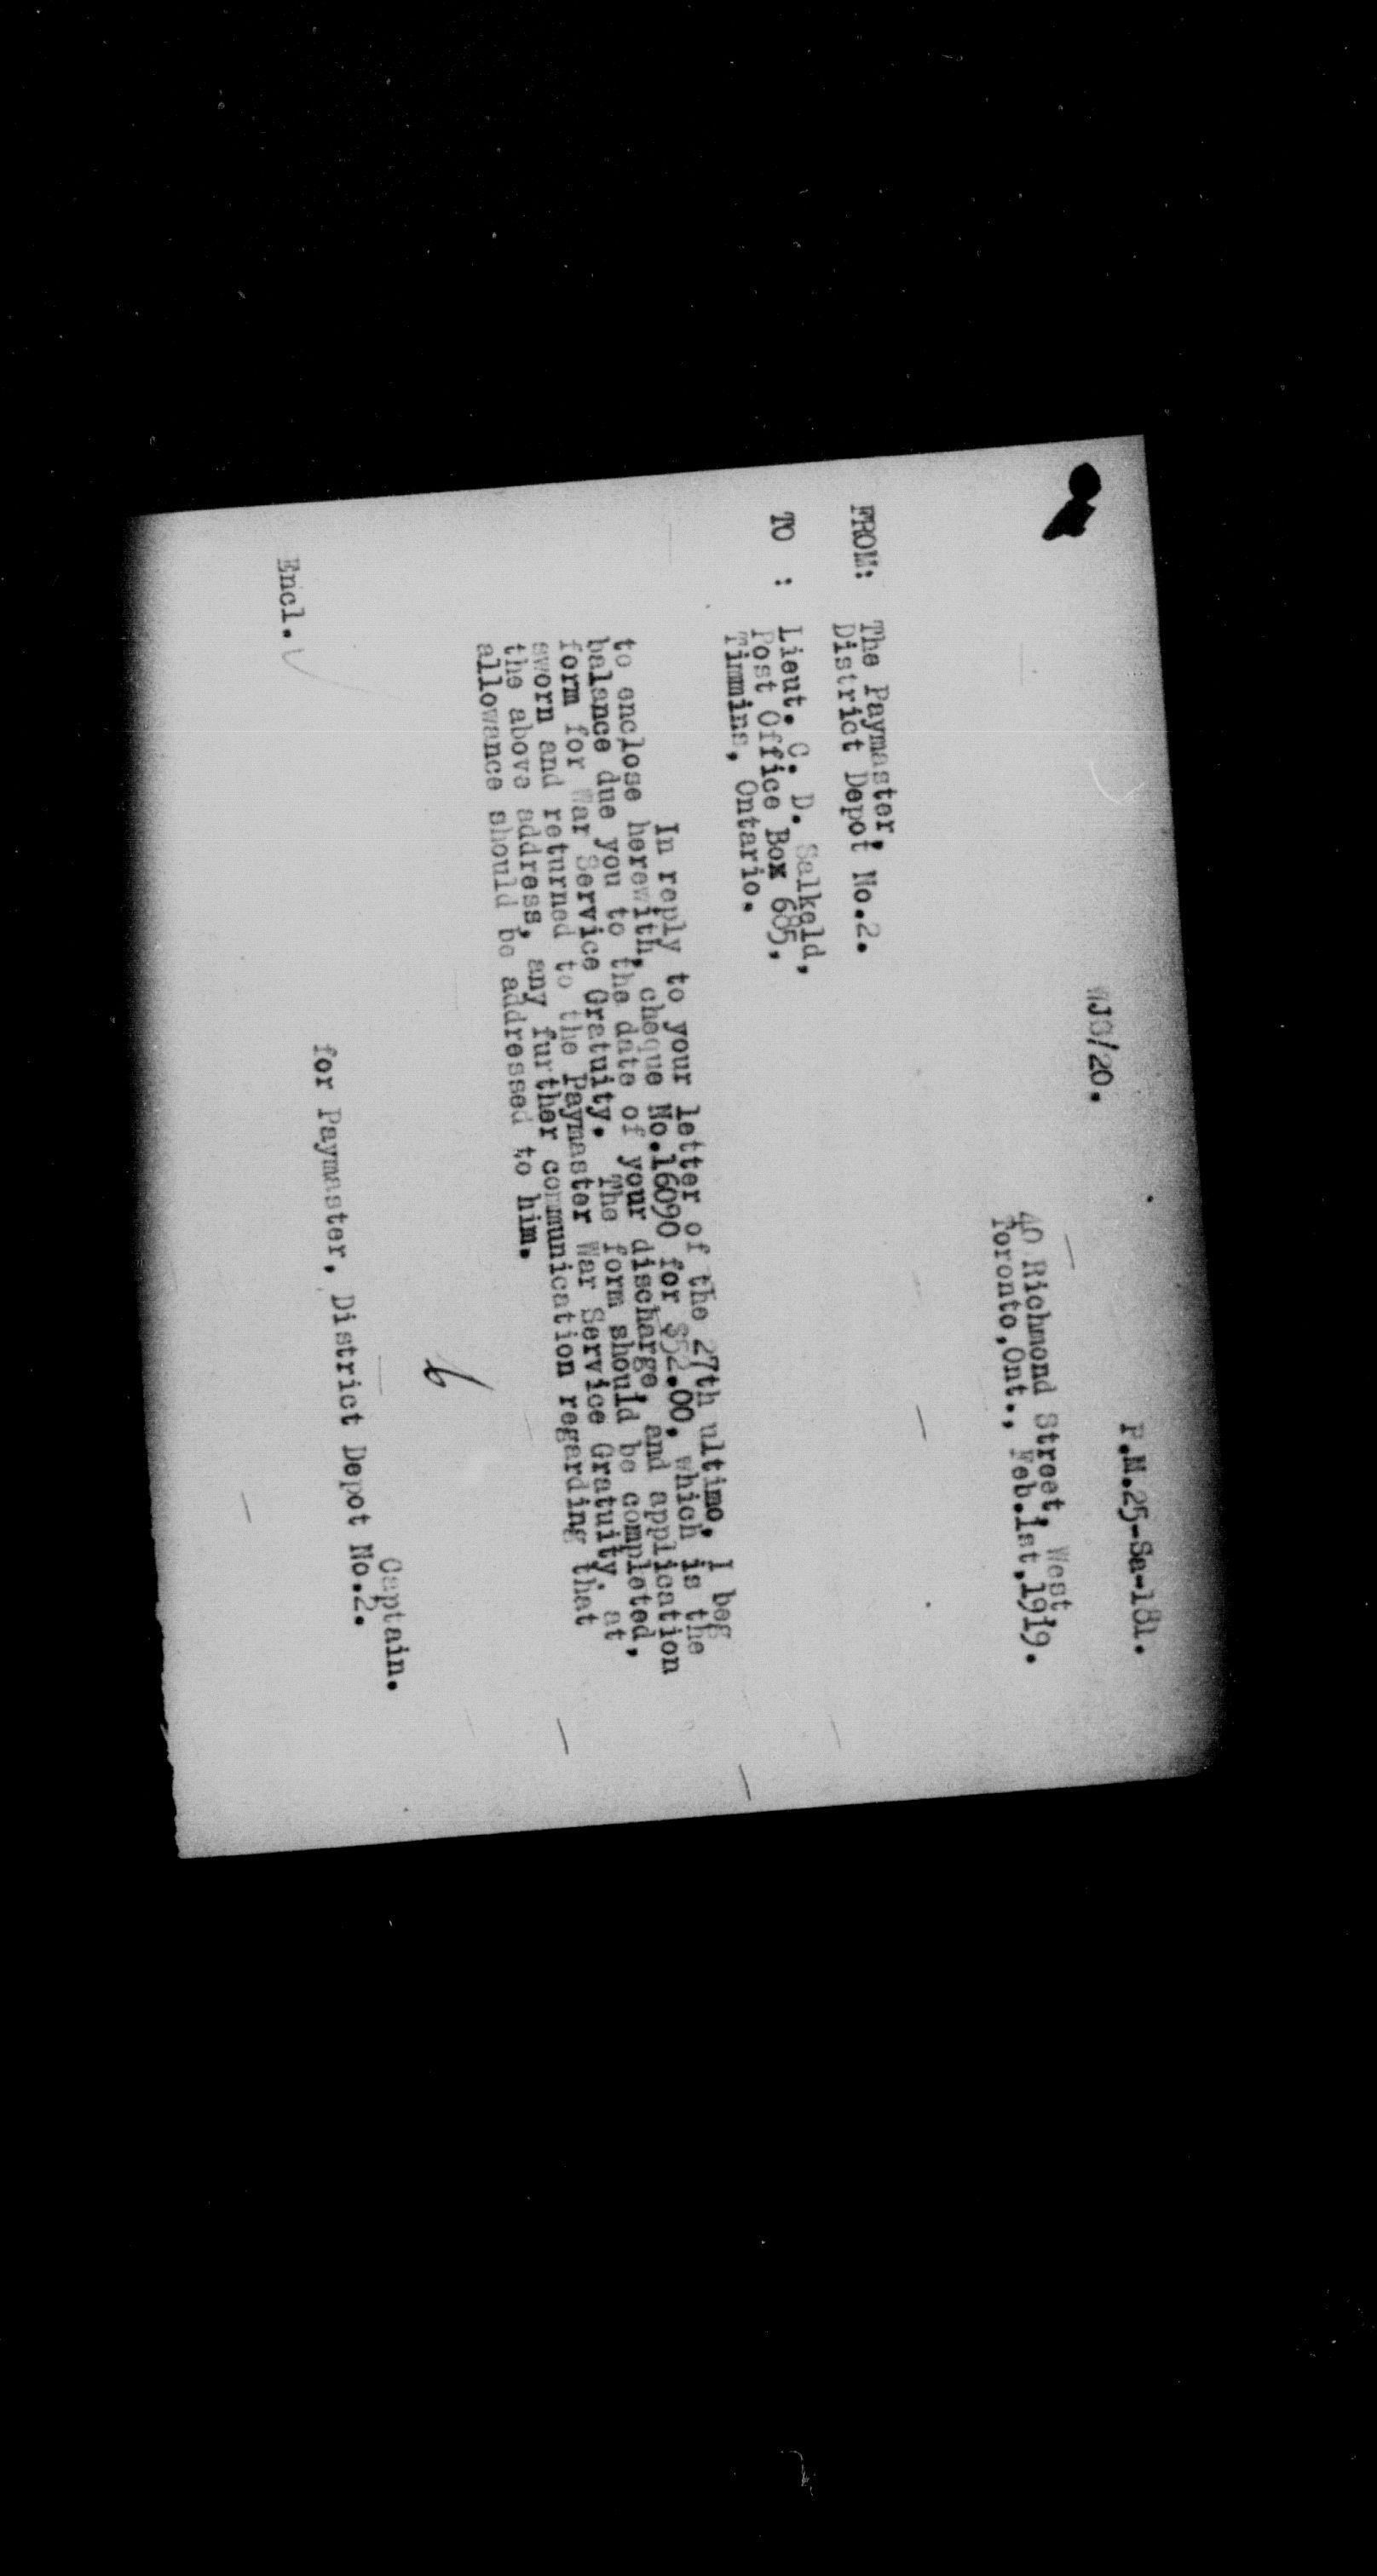 P.M.25-Sa-181.
WJG/20.
40 Richmond Street, West
Toronto,Ont., Feb.1st,1919.
FROM: The Paymaster,
District Depot No.2.
TO : Lieut. C. D. Salkeld,
Post Office Box 685,
Timmins, Ontario.
In reply to your letter of the 27th ultimo, I beg
to enclose herewith, cheque No.16090 for $52.00, which is the
balance due you to the date of your discharge, and application
form for War Service Gratuity. The form should be completed,
sworn and returned to the Paymaster War Service Gratuity, at
the above address, any further communication regarding that
allowance should be addressed to him.
Captain.
for Paymaster, District Depot No.2.
Encl.